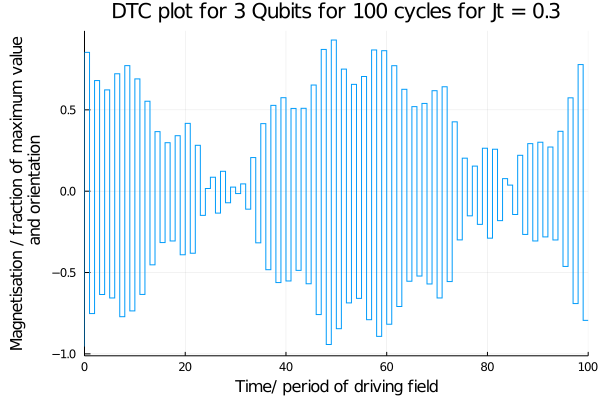 DTC plot for 3 Qubits for 100 cycles for Jt = 0.3
Magnetisation / fraction of maximum value
and orientation
0.5
0.0
−0.5
−1.0
0 20 40 60 80 100
Time/ period of driving field